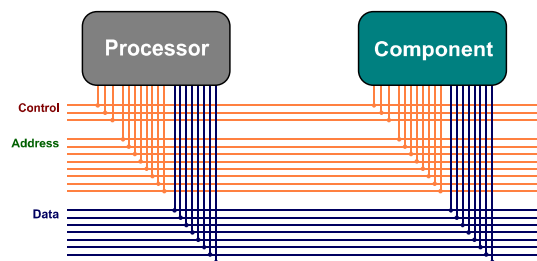 Processor
Component
Control
Address
Data